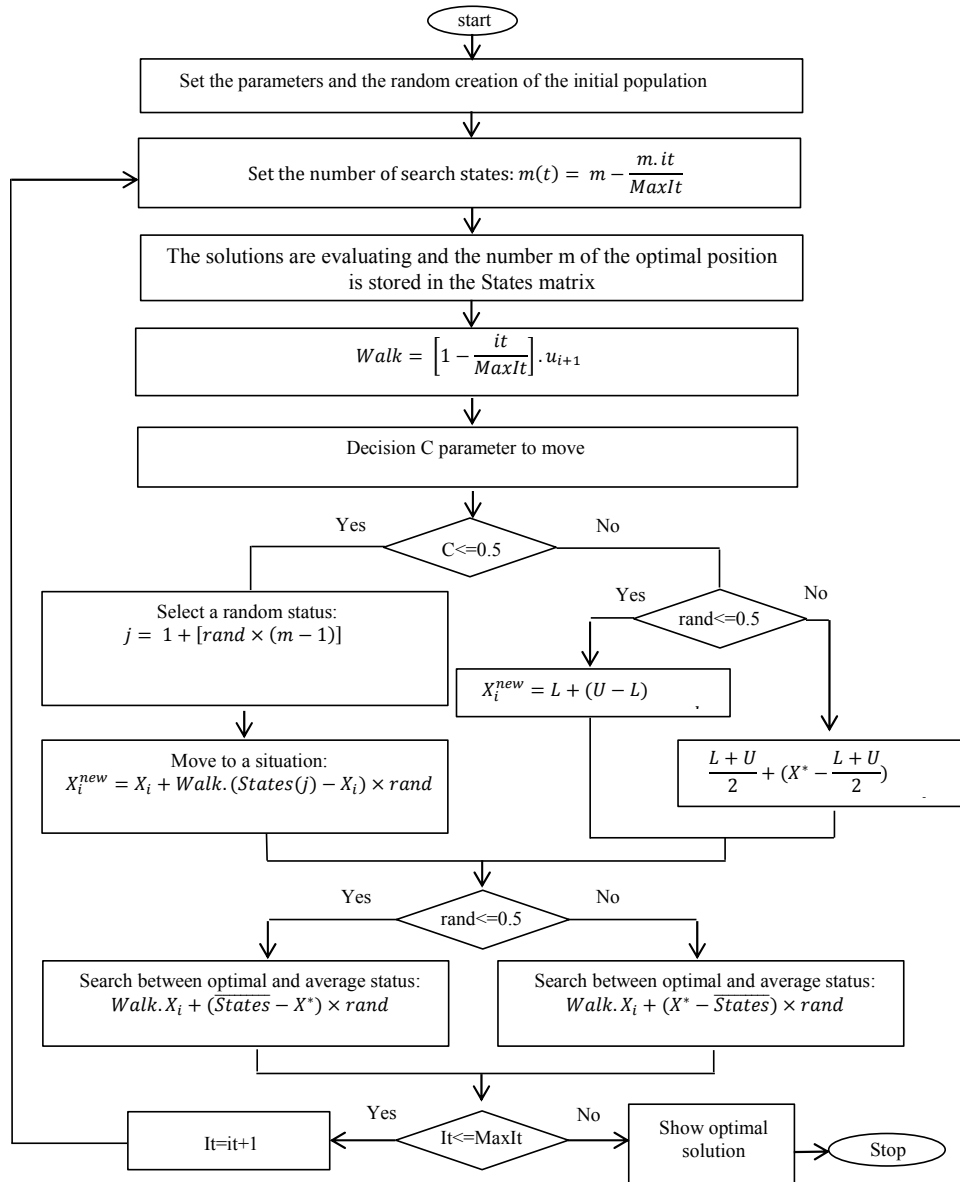 start
Set the parameters and the random creation of the initial population
Set the number of search states: m(t) = m − m.it / MaxIt
The solutions are evaluating and the number m of the optimal position
is stored in the States matrix
Walk = [1 − it / MaxIt] . u_{i+1}
Decision C parameter to move
Yes
No
C<=0.5
Select a random status:
j = 1 + [rand × (m − 1)]
Yes
No
rand<=0.5
X_i^{new} = L + (U − L)
Move to a situation:
X_i^{new} = X_i + Walk.(States(j) − X_i) × rand
L + U / 2 + (X* − L + U / 2)
Yes
No
rand<=0.5
Search between optimal and average status:
Walk.X_i + (\overline{States} − X*) × rand
Search between optimal and average status:
Walk.X_i + (X* − \overline{States}) × rand
Yes
No
It=it+1
It<=MaxIt
Show optimal
solution
Stop